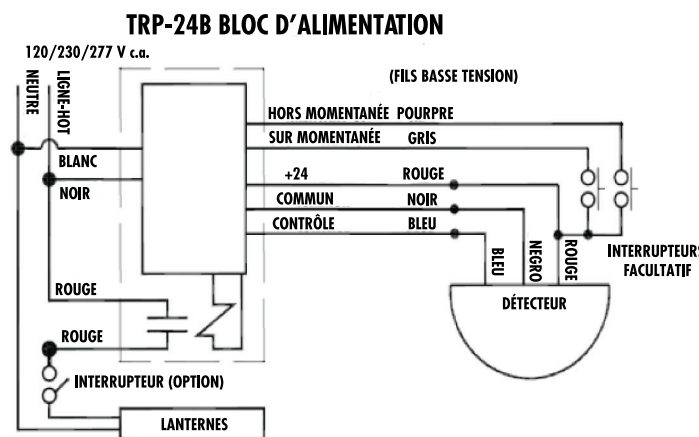 TRP-24B BLOC D'ALIMENTATION
120/230/277 V c.a.
NEUTRE
LIGNE-HOT
(FILS BASSE TENSION)
HORS MOMENTANÉE POURPRE
SUR MOMENTANÉE GRIS
BLANC
+24 ROUGE
NOIR
COMMUN NOIR
CONTRÔLE BLEU
BLEU
NEGRO
ROUGE
INTERRUPTEURS
FACULTATIF
ROUGE
DÉTECTEUR
ROUGE
INTERRUPTEUR (OPTION)
LANTERNES